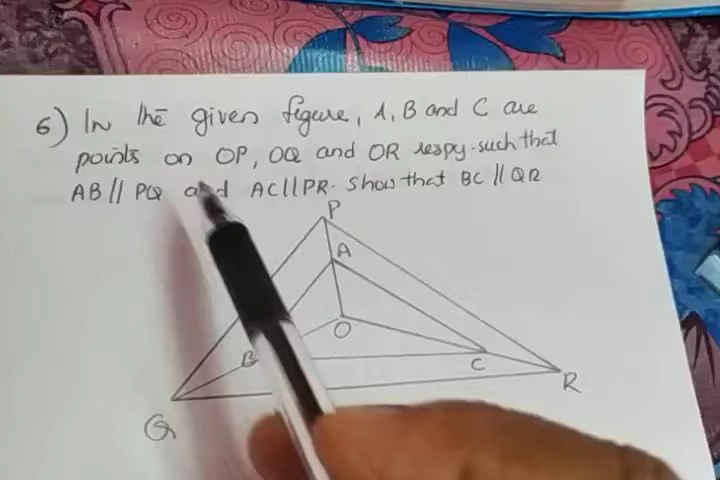 6) In the given figure, A, B and C are
points on OP, OQ and OR respy. such that
AB // PQ and AC // PR. Show that BC // QR
P
A
O
B
C
R
Q